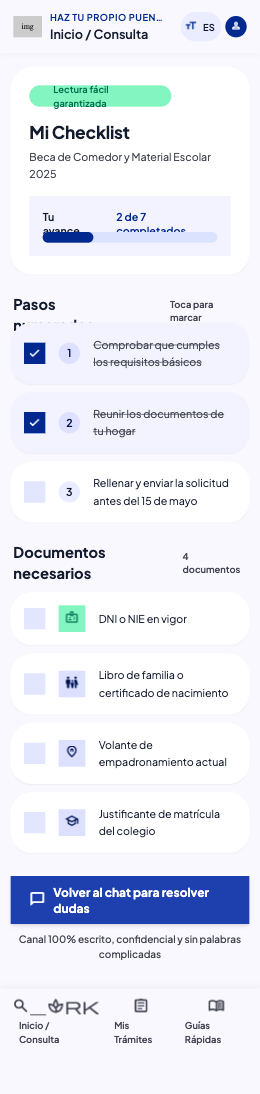 img
HAZ TU PROPIO PUEN...
Inicio / Consulta
TT ES
Lectura fácil
garantizada
Mi Checklist
Beca de Comedor y Material Escolar
2025
Tu
avance
2 de 7
completados
Pasos
Toca para
marcar
1
Comprobar que cumples
los requisitos básicos
2
Reunir los documentos de
tu hogar
3
Rellenar y enviar la solicitud
antes del 15 de mayo
Documentos
necesarios
4
documentos
DNI o NIE en vigor
Libro de familia o
certificado de nacimiento
Volante de
empadronamiento actual
Justificante de matrícula
del colegio
Volver al chat para resolver
dudas
Canal 100% escrito, confidencial y sin palabras
complicadas
RK
Inicio /
Consulta
Mis
Trámites
Guías
Rápidas